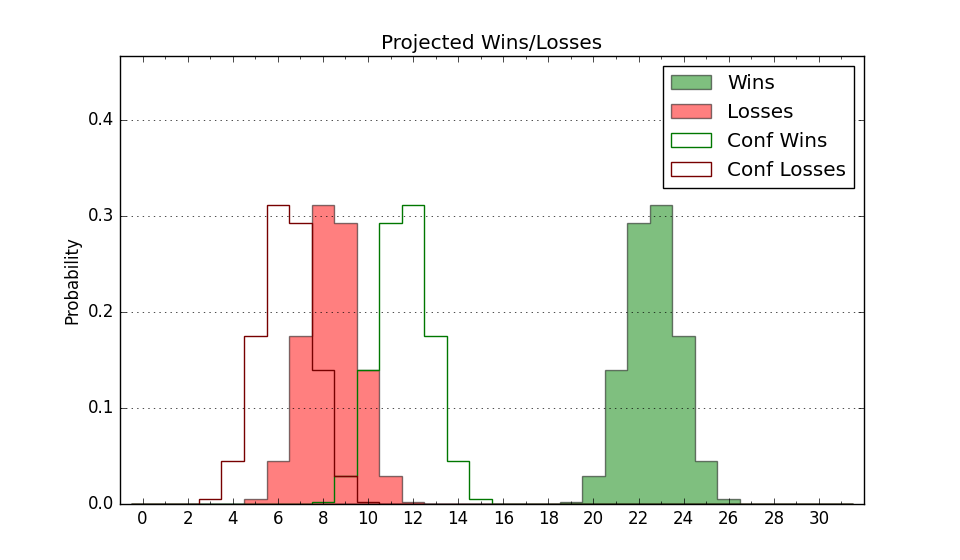 Projected Wins/Losses
Wins
Losses
Conf Wins
Conf Losses
Probability
0.4
0.3
0.2
0.1
0.0
0 2 4 6 8 10 12 14 16 18 20 22 24 26 28 30